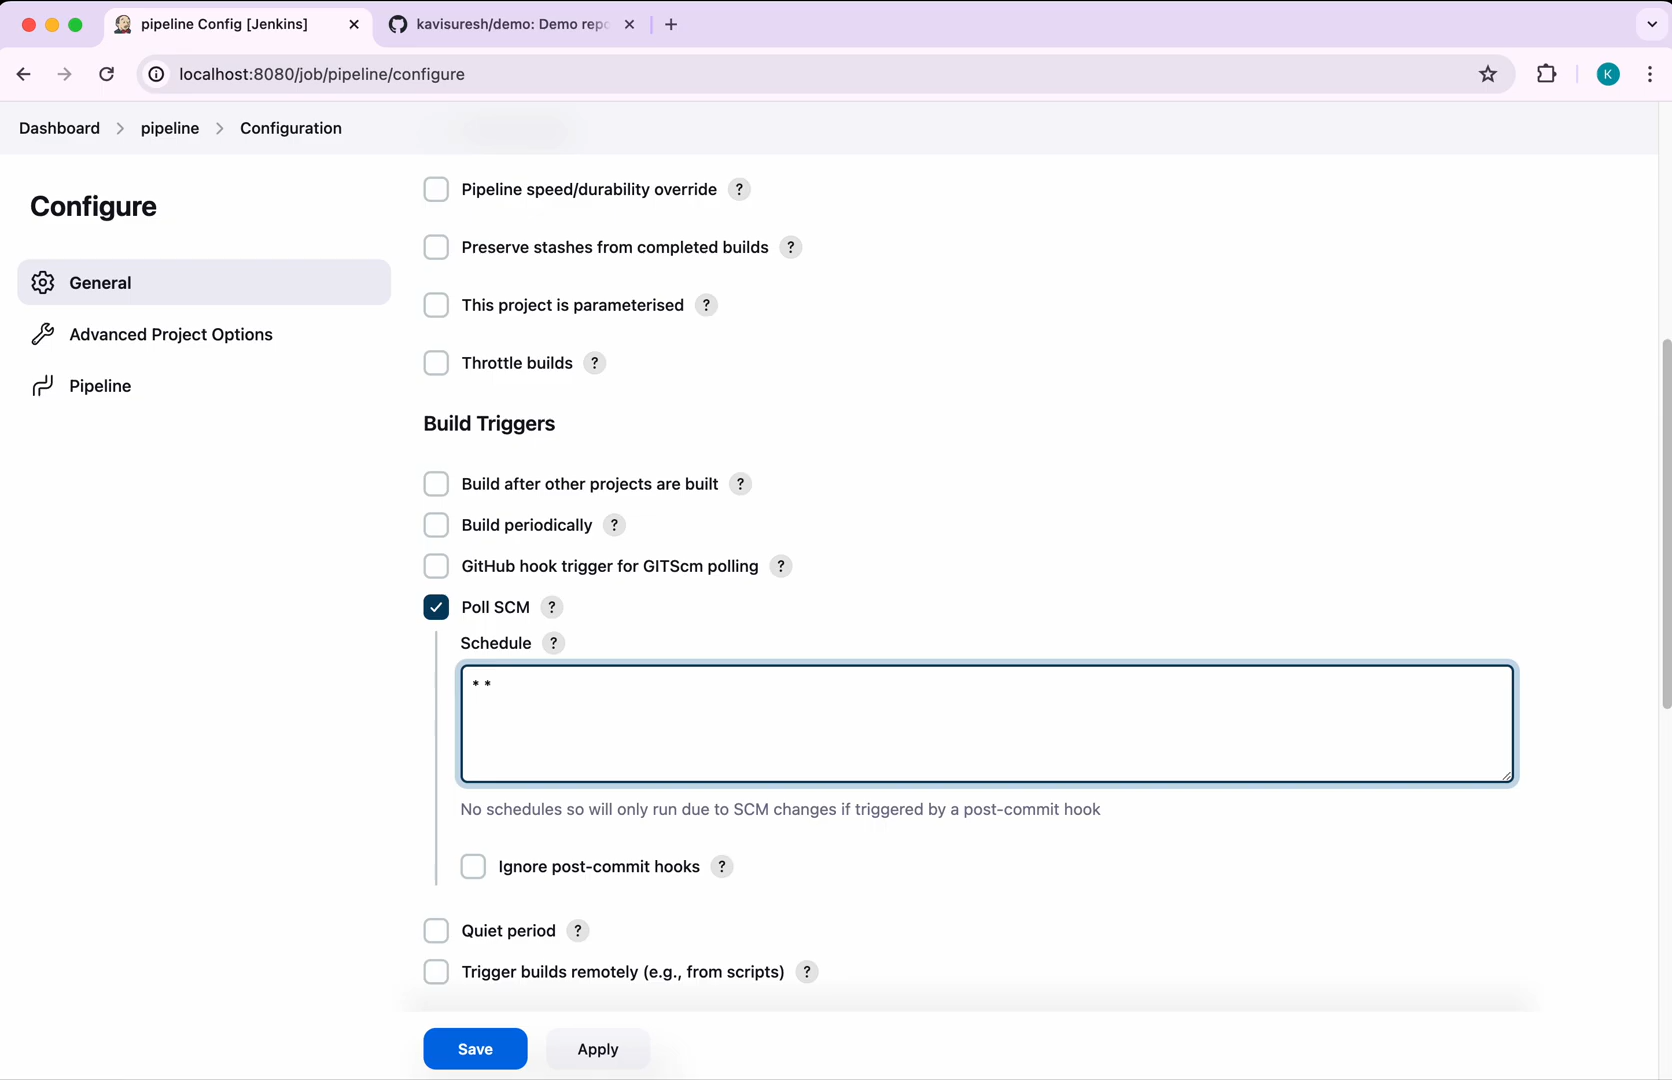 pipeline Config [Jenkins]
kavisuresh/demo: Demo repo
localhost:8080/job/pipeline/configure
K
Dashboard > pipeline > Configuration
Configure
General
Advanced Project Options
Pipeline
Pipeline speed/durability override ?
Preserve stashes from completed builds ?
This project is parameterised ?
Throttle builds ?
Build Triggers
Build after other projects are built ?
Build periodically ?
GitHub hook trigger for GITScm polling ?
Poll SCM ?
Schedule ?
* *
No schedules so will only run due to SCM changes if triggered by a post-commit hook
Ignore post-commit hooks ?
Quiet period ?
Trigger builds remotely (e.g., from scripts) ?
Save
Apply